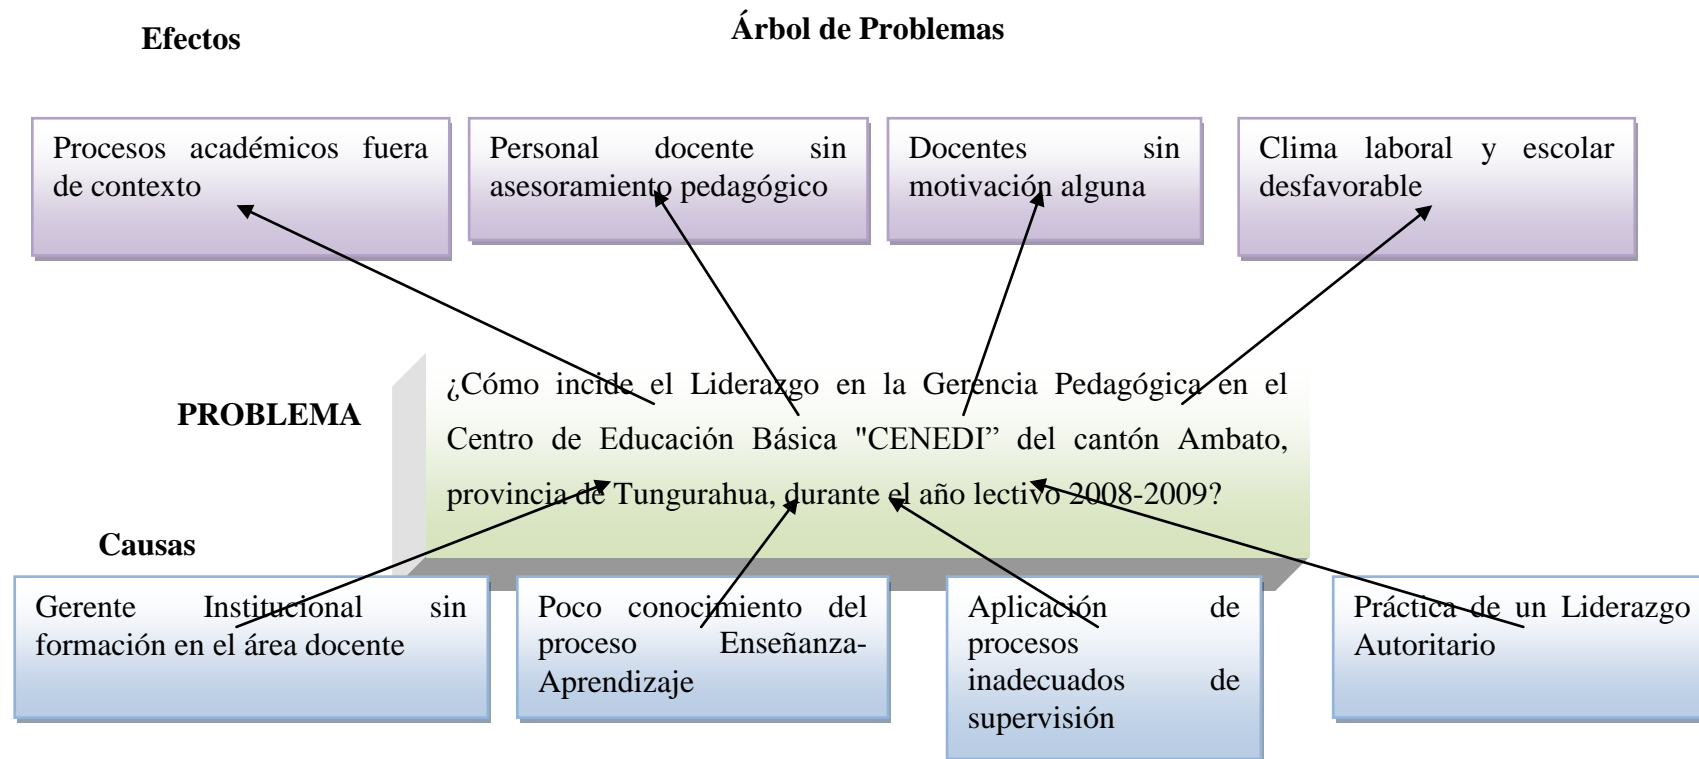 Árbol de Problemas
Efectos
Procesos académicos fuera
de contexto
Personal docente sin
asesoramiento pedagógico
Docentes sin
motivación alguna
Clima laboral y escolar
desfavorable
PROBLEMA
¿Cómo incide el Liderazgo en la Gerencia Pedagógica en el
Centro de Educación Básica "CENEDI” del cantón Ambato,
provincia de Tungurahua, durante el año lectivo 2008-2009?
Causas
Gerente Institucional sin
formación en el área docente
Poco conocimiento del
proceso Enseñanza-
Aprendizaje
Aplicación de
procesos
inadecuados de
supervisión
Práctica de un Liderazgo
Autoritario